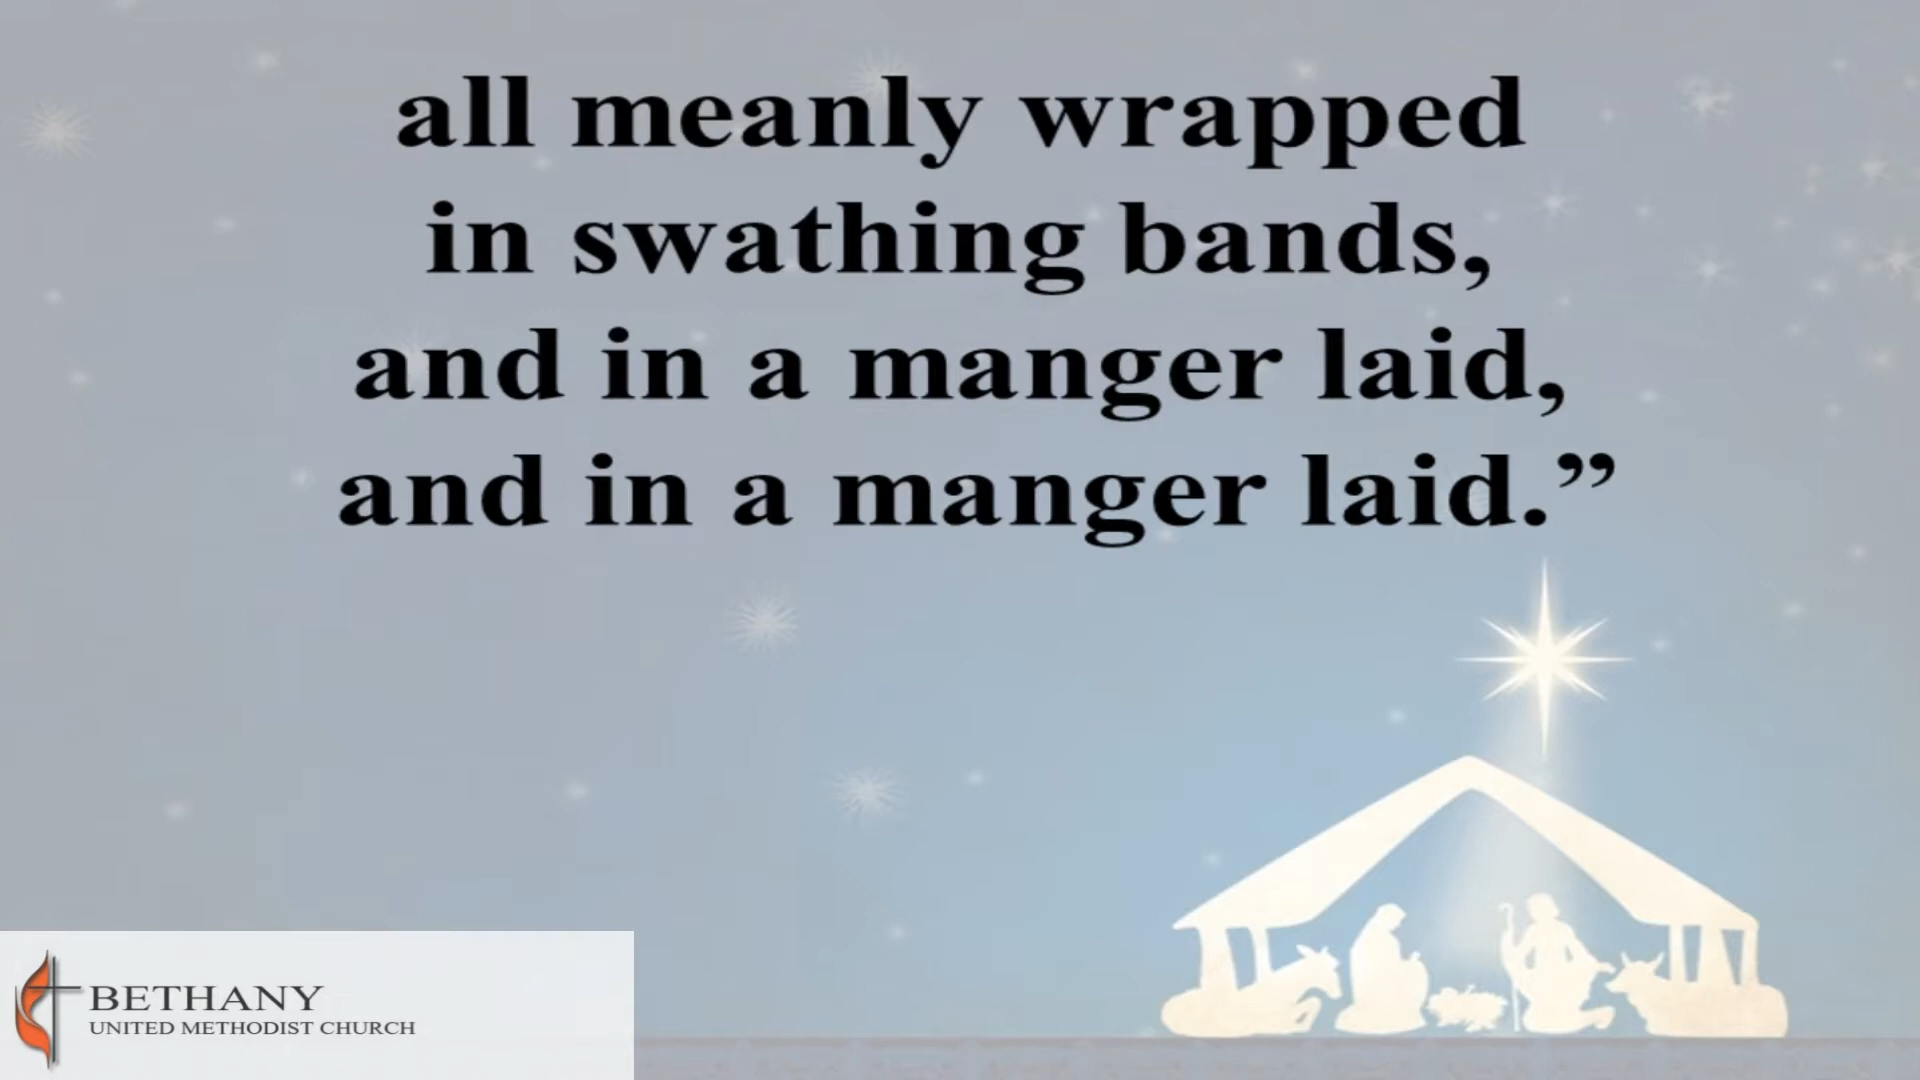 all meanly wrapped
in swathing bands,
and in a manger laid,
and in a manger laid.”
BETHANY
UNITED METHODIST CHURCH